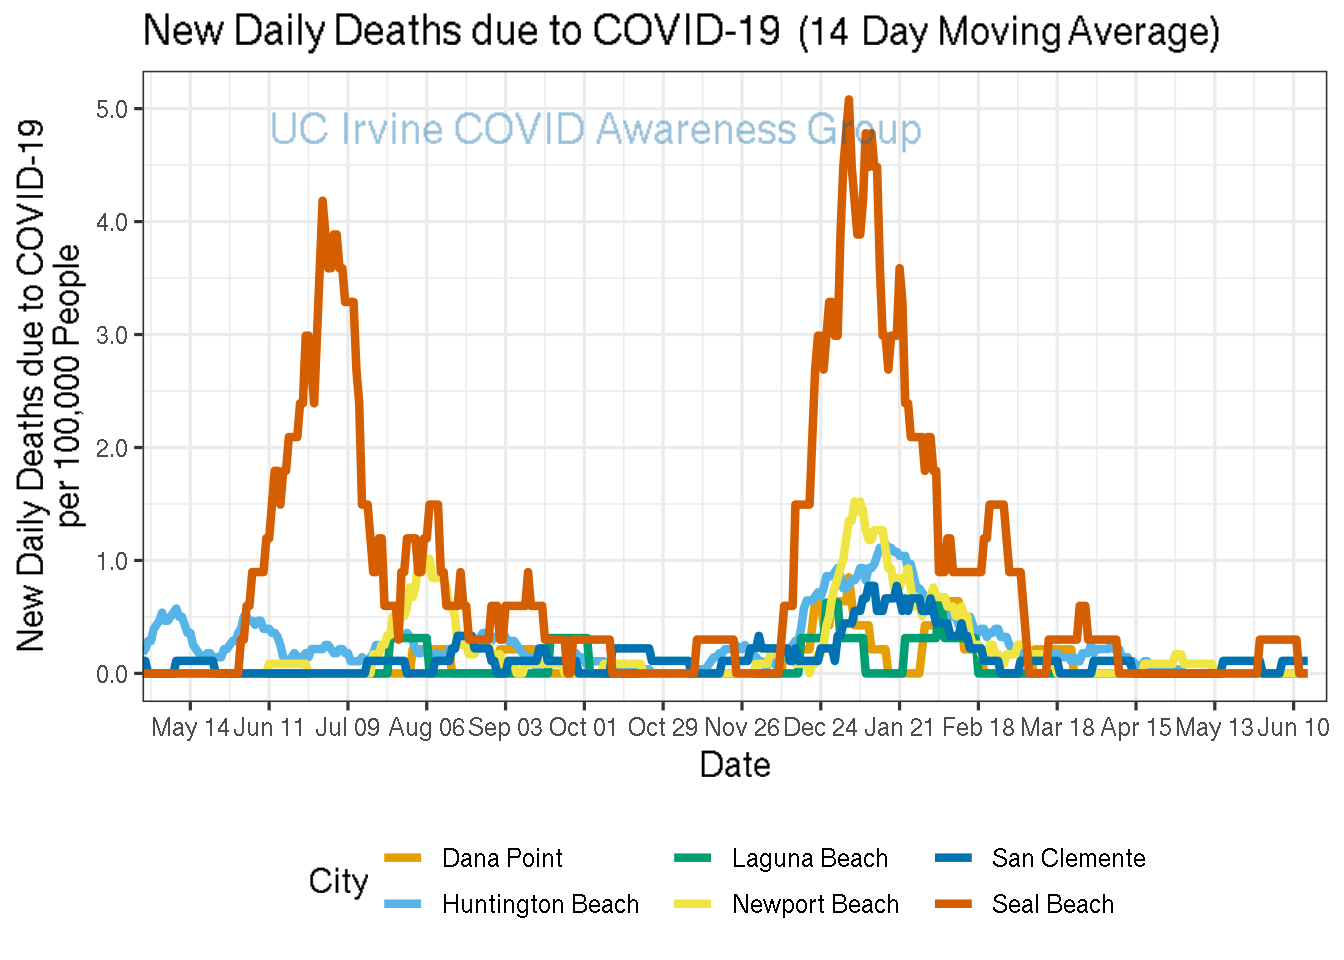 New Daily Deaths due to COVID-19 (14 Day Moving Average)
UC Irvine COVID Awareness Group
New Daily Deaths due to COVID-19
per 100,000 People
5.0
4.0
3.0
2.0
1.0
0.0
May 14 Jun 11 Jul 09 Aug 06 Sep 03 Oct 01 Oct 29 Nov 26 Dec 24 Jan 21 Feb 18 Mar 18 Apr 15 May 13 Jun 10
Date
City
Dana Point Laguna Beach San Clemente
Huntington Beach Newport Beach Seal Beach